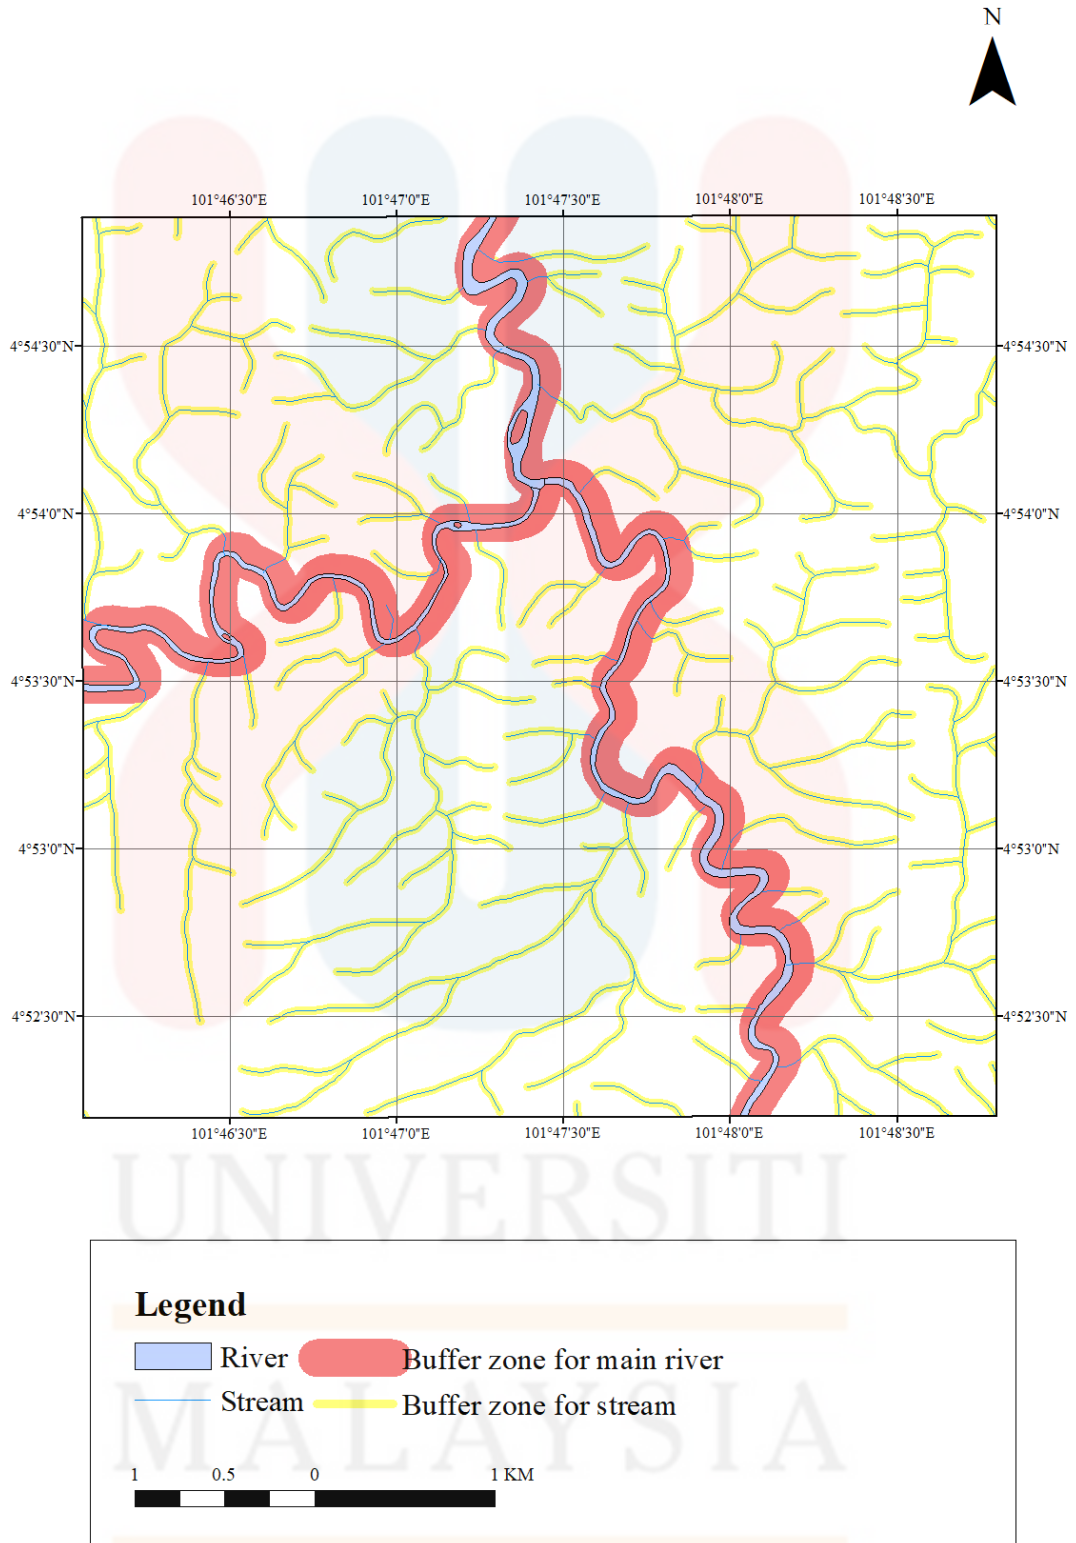 N
101°46'30"E 101°47'0"E 101°47'30"E 101°48'0"E 101°48'30"E
4°54'30"N 4°54'30"N
4°54'0"N 4°54'0"N
4°53'30"N 4°53'30"N
4°53'0"N 4°53'0"N
4°52'30"N 4°52'30"N
101°46'30"E 101°47'0"E 101°47'30"E 101°48'0"E 101°48'30"E
UNIVERSITI
Legend
River Buffer zone for main river
Stream Buffer zone for stream
MALAYSIA
1 0.5 0 1 KM